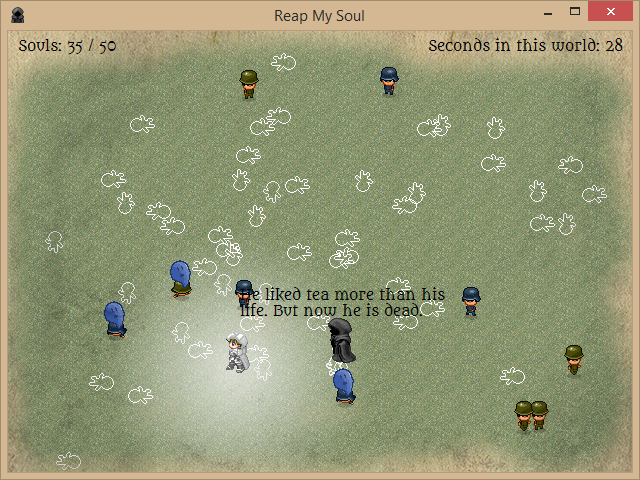 Reap My Soul
Souls: 35 / 50
Seconds in this world: 28
liked tea more than his
life. But now he is dead.